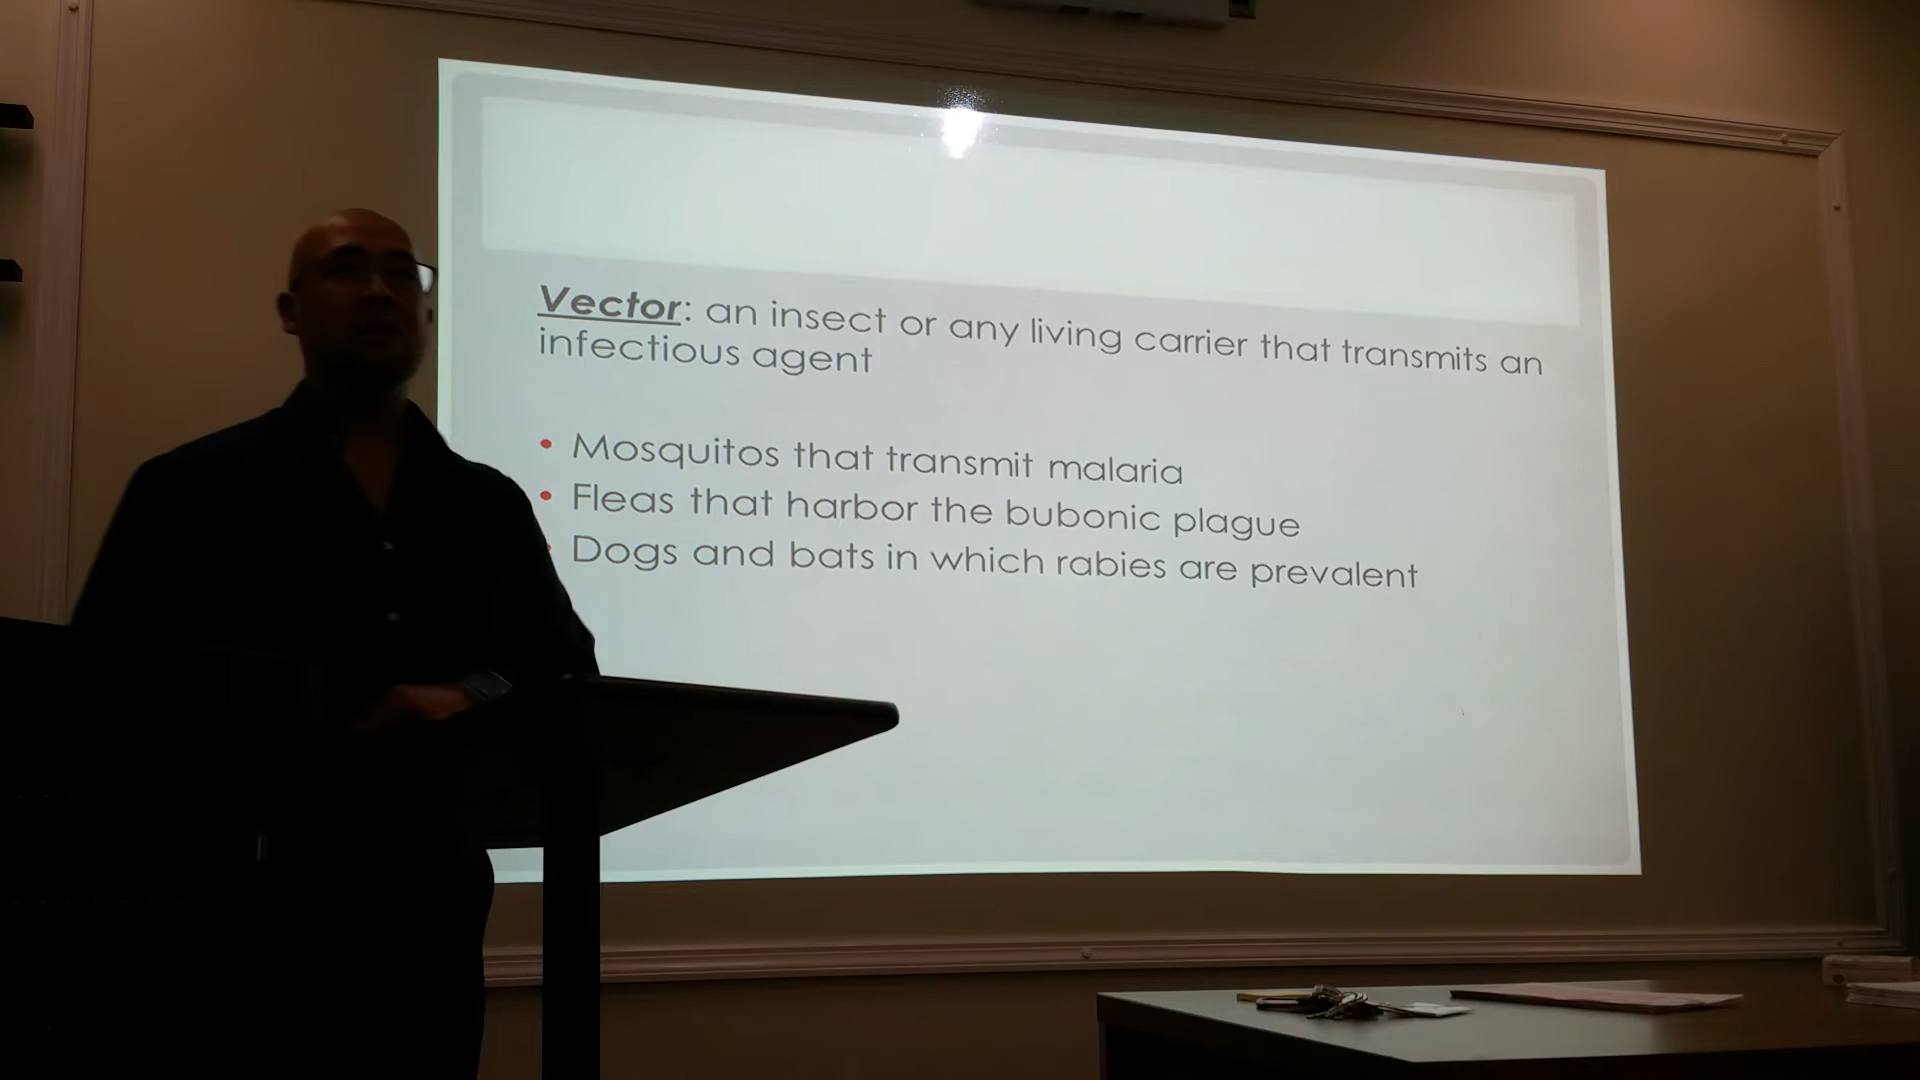 Vector: an insect or any living carrier that transmits an
infectious agent
• Mosquitos that transmit malaria
• Fleas that harbor the bubonic plague
• Dogs and bats in which rabies are prevalent